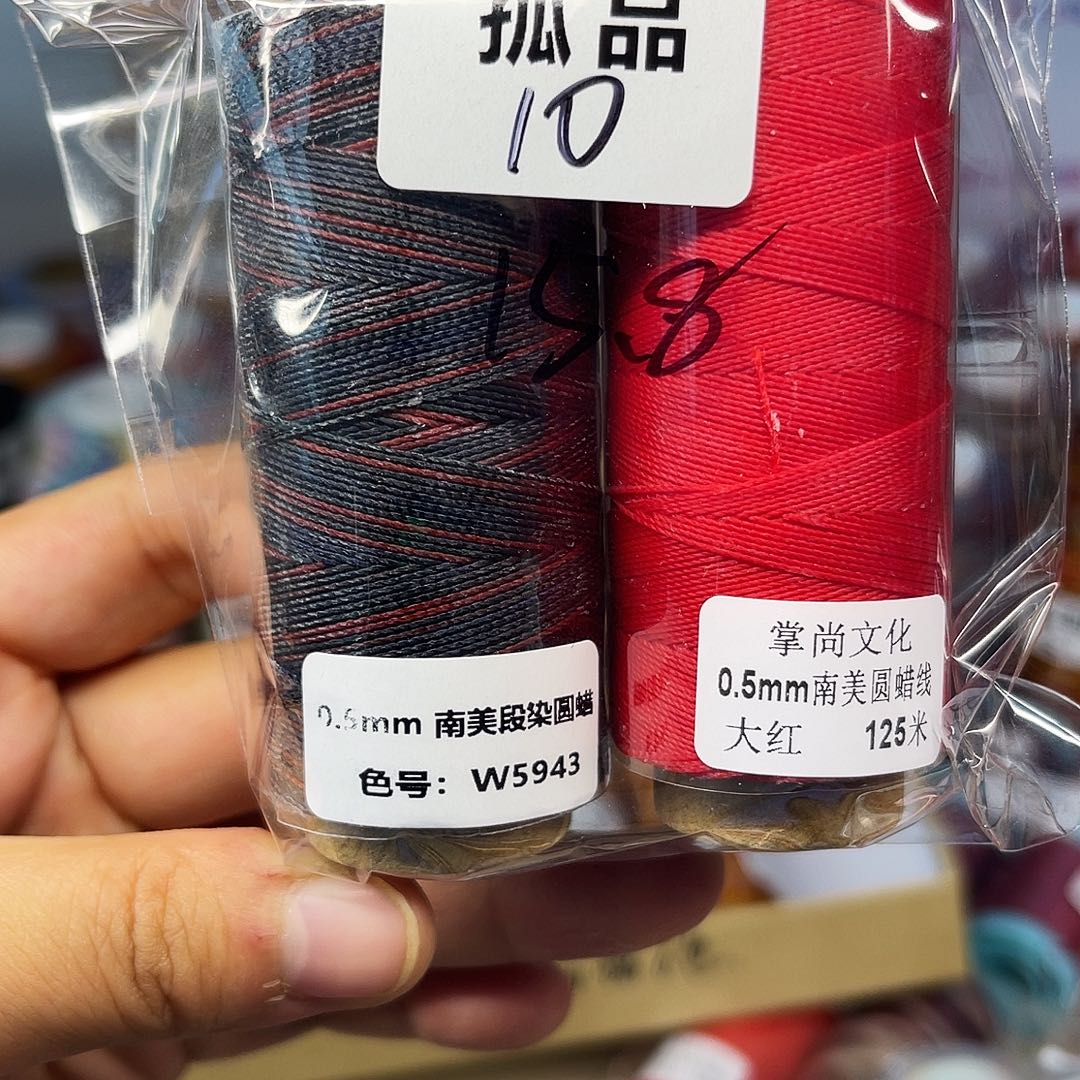 孤品
10
15.8
0.5mm 南美段染圆蜡
色号：W5943
掌尚文化
0.5mm南美圆蜡线
大红 125米